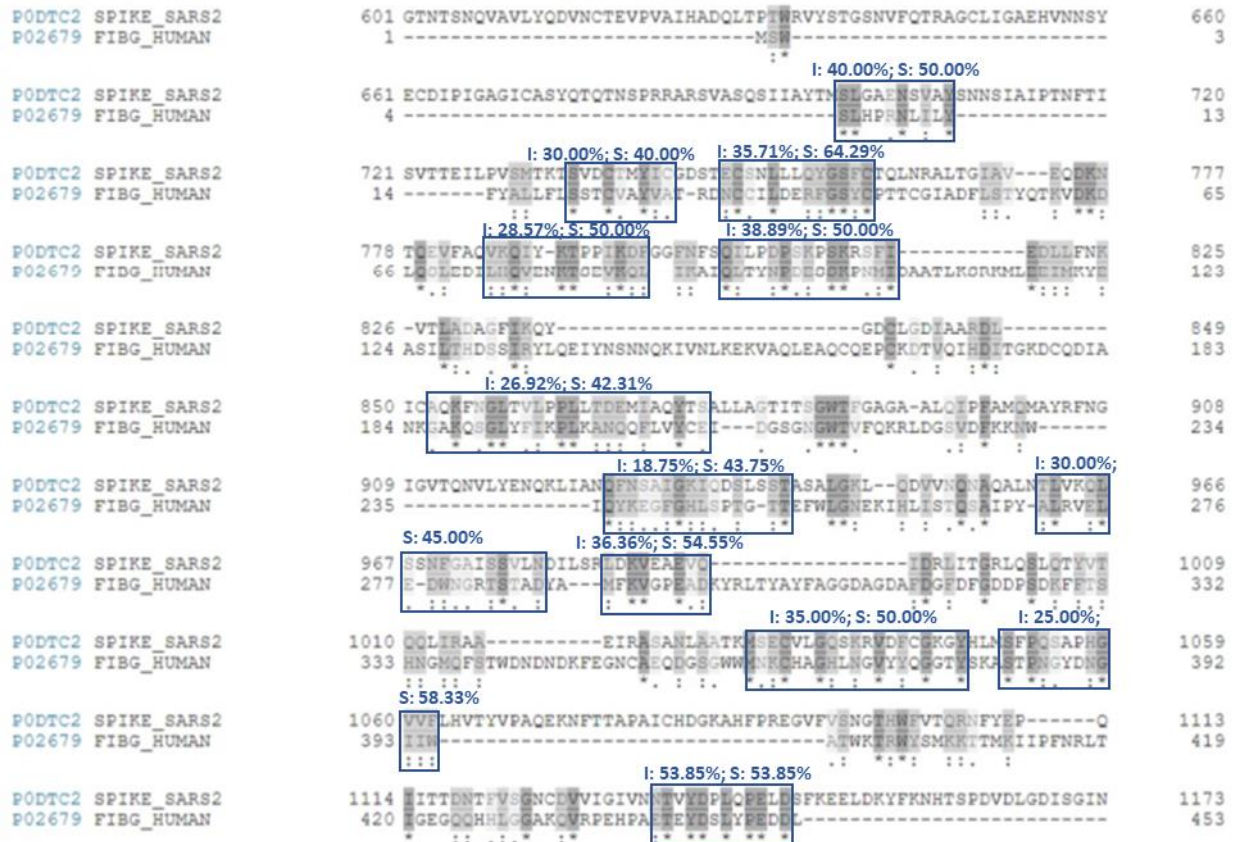 I: 40.00%; S: 50.00%
I: 30.00%; S: 40.00%
I: 35.71%; S: 64.29%
I: 28.57%; S: 50.00%
I: 38.89%; S: 50.00%
I: 26.92%; S: 42.31%
I: 18.75%; S: 43.75%
I: 30.00%;
S: 45.00%
I: 36.36%; S: 54.55%
I: 35.00%; S: 50.00%
I: 25.00%;
S: 58.33%
I: 53.85%; S: 53.85%
P0DTC2 SPIKE_SARS2 601 GTNTSNQVAVLYQDVNCTEVPVAIHADQLTPTWRVYSTGSNVFQTRAGCLIGAEHVNNSY 660
P02679 FIBG_HUMAN 1 ------------------------------MSW--------------------------- 3
P0DTC2 SPIKE_SARS2 661 ECDIPIGAGICASYQTQTNSPRRARSVASQSIIAYTMSLGAENSVAYSNNSIAIPTNFTI 720
P02679 FIBG_HUMAN 4 -------------------------------------SLHPRNLILY------------- 13
P0DTC2 SPIKE_SARS2 721 SVTTEILPVSMTKTSVDCTMYICGDSTECSNLLLQYGSFCTQLNRALTGIAV---EQDKN 777
P02679 FIBG_HUMAN 14 -------FYALLFLSSTCVAYVAT-RDNCCILDERFGSYCPTTCGIADFLSTYQTKVDKD 65
P0DTC2 SPIKE_SARS2 778 TQEVFAQVKQIY-KTPPIKDFGGFNFSQILPDPSKPSKRSFI-----------EDLLFNK 825
P02679 FIBG_HUMAN 66 LQSLEDILHQVENKTSEVKQL--IKAIQLTYNPDESSKPNMIDAATLKSRKMLEEIMKYE 123
P0DTC2 SPIKE_SARS2 826 -VTLADAGFIKQY--------------------------GDCLGDIAARDL--------- 849
P02679 FIBG_HUMAN 124 ASILTHDSSIRYLQEIYNSNNQKIVNLKEKVAQLEAQCQEPCKDTVQIHDITGKDCQDIA 183
P0DTC2 SPIKE_SARS2 850 ICAQKFNGLTVLPPLLTDEMIAQYTSALLAGTITSGWTFGAGA-ALQIPFAMQMAYRFNG 908
P02679 FIBG_HUMAN 184 NKGAKQSGLYFIKPLKANQQFLVYCEI--DGSGNGWTVFQKRLDGSVDFKKNW------- 234
P0DTC2 SPIKE_SARS2 909 IGVTQNVLYENQKLIANQFNSAIGKIQDSLSSTASALGKL--QDVVNQNAQALNTLVKQL 966
P02679 FIBG_HUMAN 235 -----------------IQYKEGFGHLSPTG-TTEFWLGNEKIHLISTQSAIPY-ALRVEL 276
P0DTC2 SPIKE_SARS2 967 SSNFGAISSVLNDILSRLDKVEAEVQ-----------------IDRLITGRLQSLQTYVT 1009
P02679 FIBG_HUMAN 277 E-DWNGRTSTADYA---MFKVGPEADKYRLTYAYFAGGDAGDAFDGFDFGDDPSDKFFTS 332
P0DTC2 SPIKE_SARS2 1010 QQLIRAA----------EIRASANLAATKMSECVLGQSKRVDFCGKGYHLMSFPQSAPHG 1059
P02679 FIBG_HUMAN 333 HNGMQFSTWDNDNDKFEGNCAEQDGSGWWMNKCHAGHLNGVYYQGGTYSKASTPNGYDNG 392
P0DTC2 SPIKE_SARS2 1060 VVFLHVTYVPAQEKNFTTAPAICHDGKAHFPREGVFVSNGTHWFVTQRNFYEP------Q 1113
P02679 FIBG_HUMAN 393 IIW--------------------------------ATWKTRWYSMKKTTMKIIPFNRLT 419
P0DTC2 SPIKE_SARS2 1114 IITTDNTFVSGNCDVVIGIVNNTVYDPLQPELDSFKEELDKYFKNHTSPDVDLGDISGIN 1173
P02679 FIBG_HUMAN 420 IGEGQQHHLGGAKQVRPEHPAETEYDSLYPEDDL-------------------------- 453